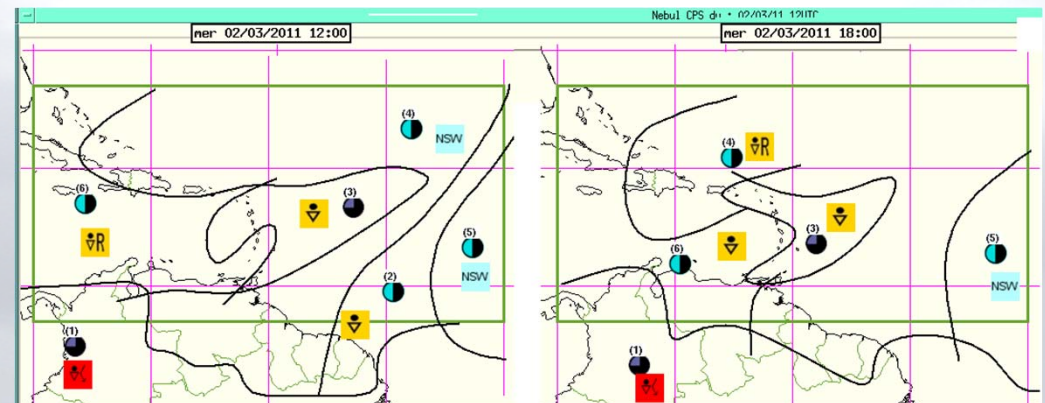 Nebul CPS du • 02/03/11 12UTC
mer 02/03/2011 12:00
mer 02/03/2011 18:00
(4)
NSW
(6)
(3)
R
(5)
NSW
(2)
(1)
(4)
R
(3)
(6)
(5)
NSW
(1)